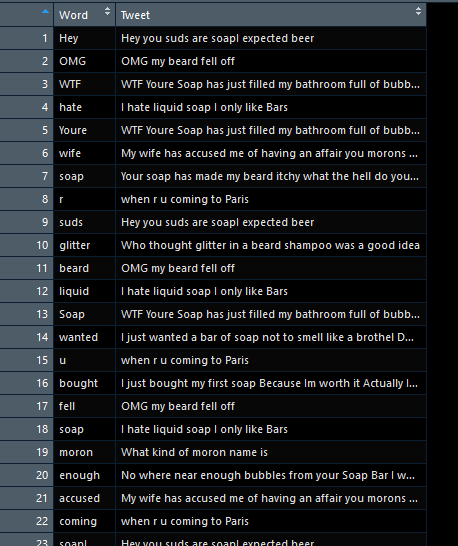 Word Tweet
1 Hey Hey you suds are soapI expected beer
2 OMG OMG my beard fell off
3 WTF WTF Youre Soap has just filled my bathroom full of bubb...
4 hate I hate liquid soap I only like Bars
5 Youre WTF Youre Soap has just filled my bathroom full of bubb...
6 wife My wife has accused me of having an affair you morons ...
7 soap Your soap has made my beard itchy what the hell do you...
8 r when r u coming to Paris
9 suds Hey you suds are soapI expected beer
10 glitter Who thought glitter in a beard shampoo was a good idea
11 beard OMG my beard fell off
12 liquid I hate liquid soap I only like Bars
13 Soap WTF Youre Soap has just filled my bathroom full of bubb...
14 wanted I just wanted a bar of soap not to smell like a brothel D...
15 u when r u coming to Paris
16 bought I just bought my first soap Because Im worth it Actually I...
17 fell OMG my beard fell off
18 soap I hate liquid soap I only like Bars
19 moron What kind of moron name is
20 enough No where near enough bubbles from your Soap Bar I w...
21 accused My wife has accused me of having an affair you morons ...
22 coming when r u coming to Paris
23 soapI Hey you suds are soapI expected beer